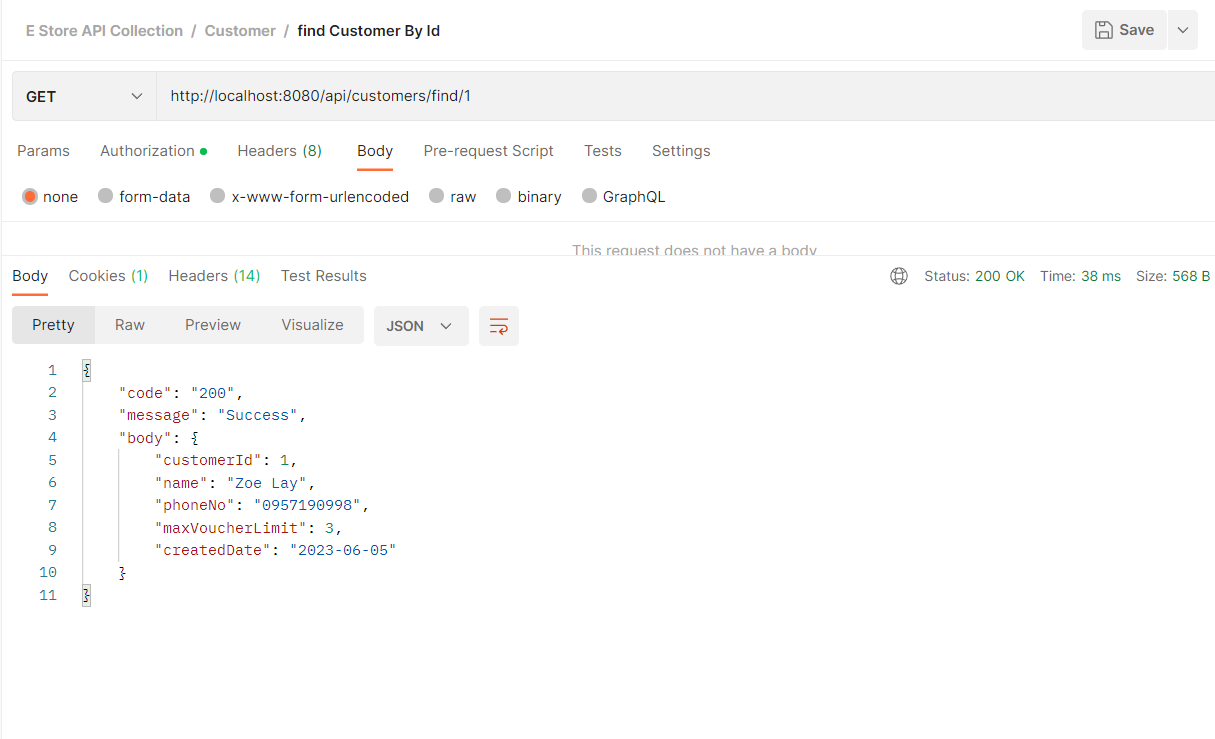 E Store API Collection / Customer / find Customer By Id
Save
GET
http://localhost:8080/api/customers/find/1
Params Authorization Headers (8) Body Pre-request Script Tests Settings
none form-data x-www-form-urlencoded raw binary GraphQL
This request does not have a body
Body Cookies (1) Headers (14) Test Results Status: 200 OK Time: 38 ms Size: 568 B
Pretty Raw Preview Visualize JSON
1 {
2 "code": "200",
3 "message": "Success",
4 "body": {
5 "customerId": 1,
6 "name": "Zoe Lay",
7 "phoneNo": "0957190998",
8 "maxVoucherLimit": 3,
9 "createdDate": "2023-06-05"
10 }
11 }